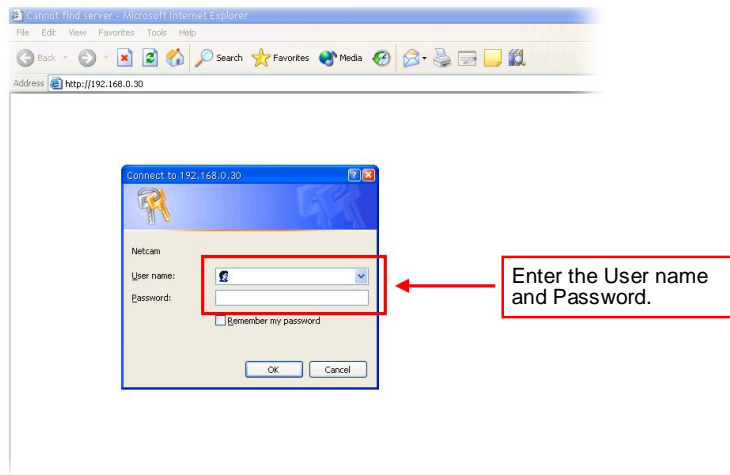 Cannot find server - Microsoft Internet Explorer
File Edit View Favorites Tools Help
Back Search Favorites Media
Address http://192.168.0.30
Connect to 192.168.0.30
Netcam
User name:
Password:
Remember my password
OK Cancel
Enter the User name
and Password.